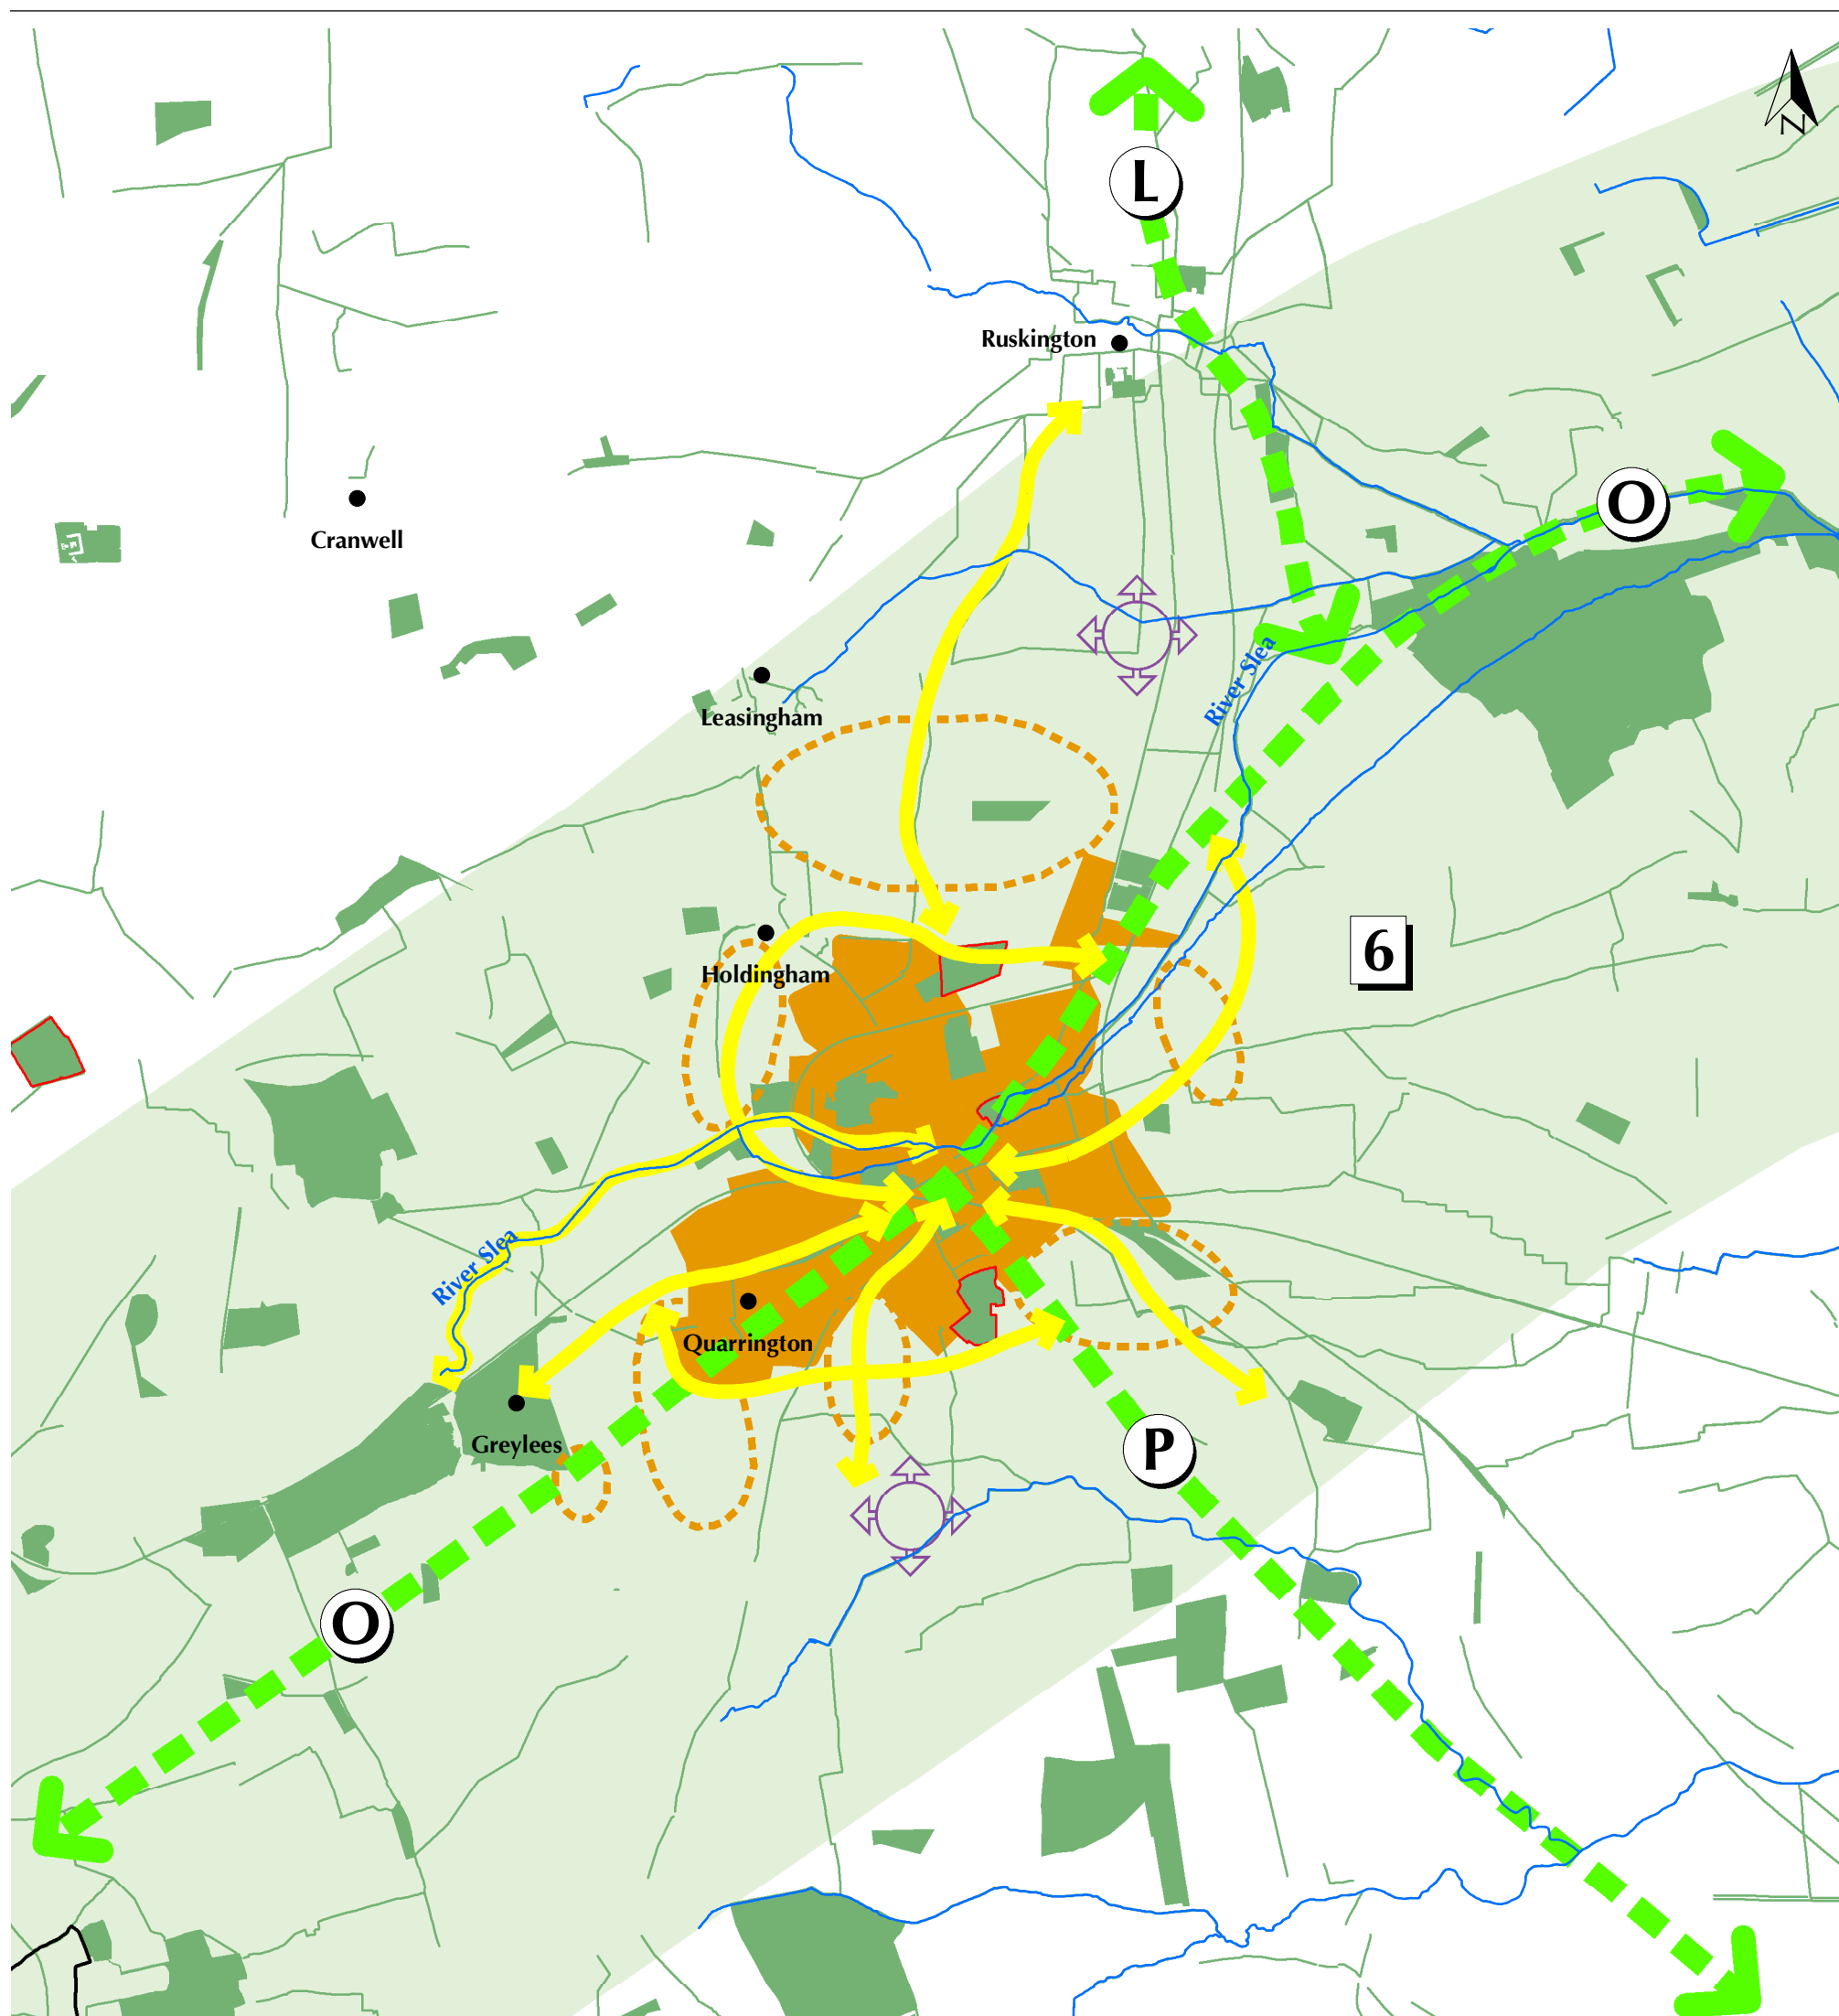 N
L
Ruskington
O
Cranwell
River Slea
Leasingham
6
Holdingham
River Slea
Quarrington
Greylees
P
O